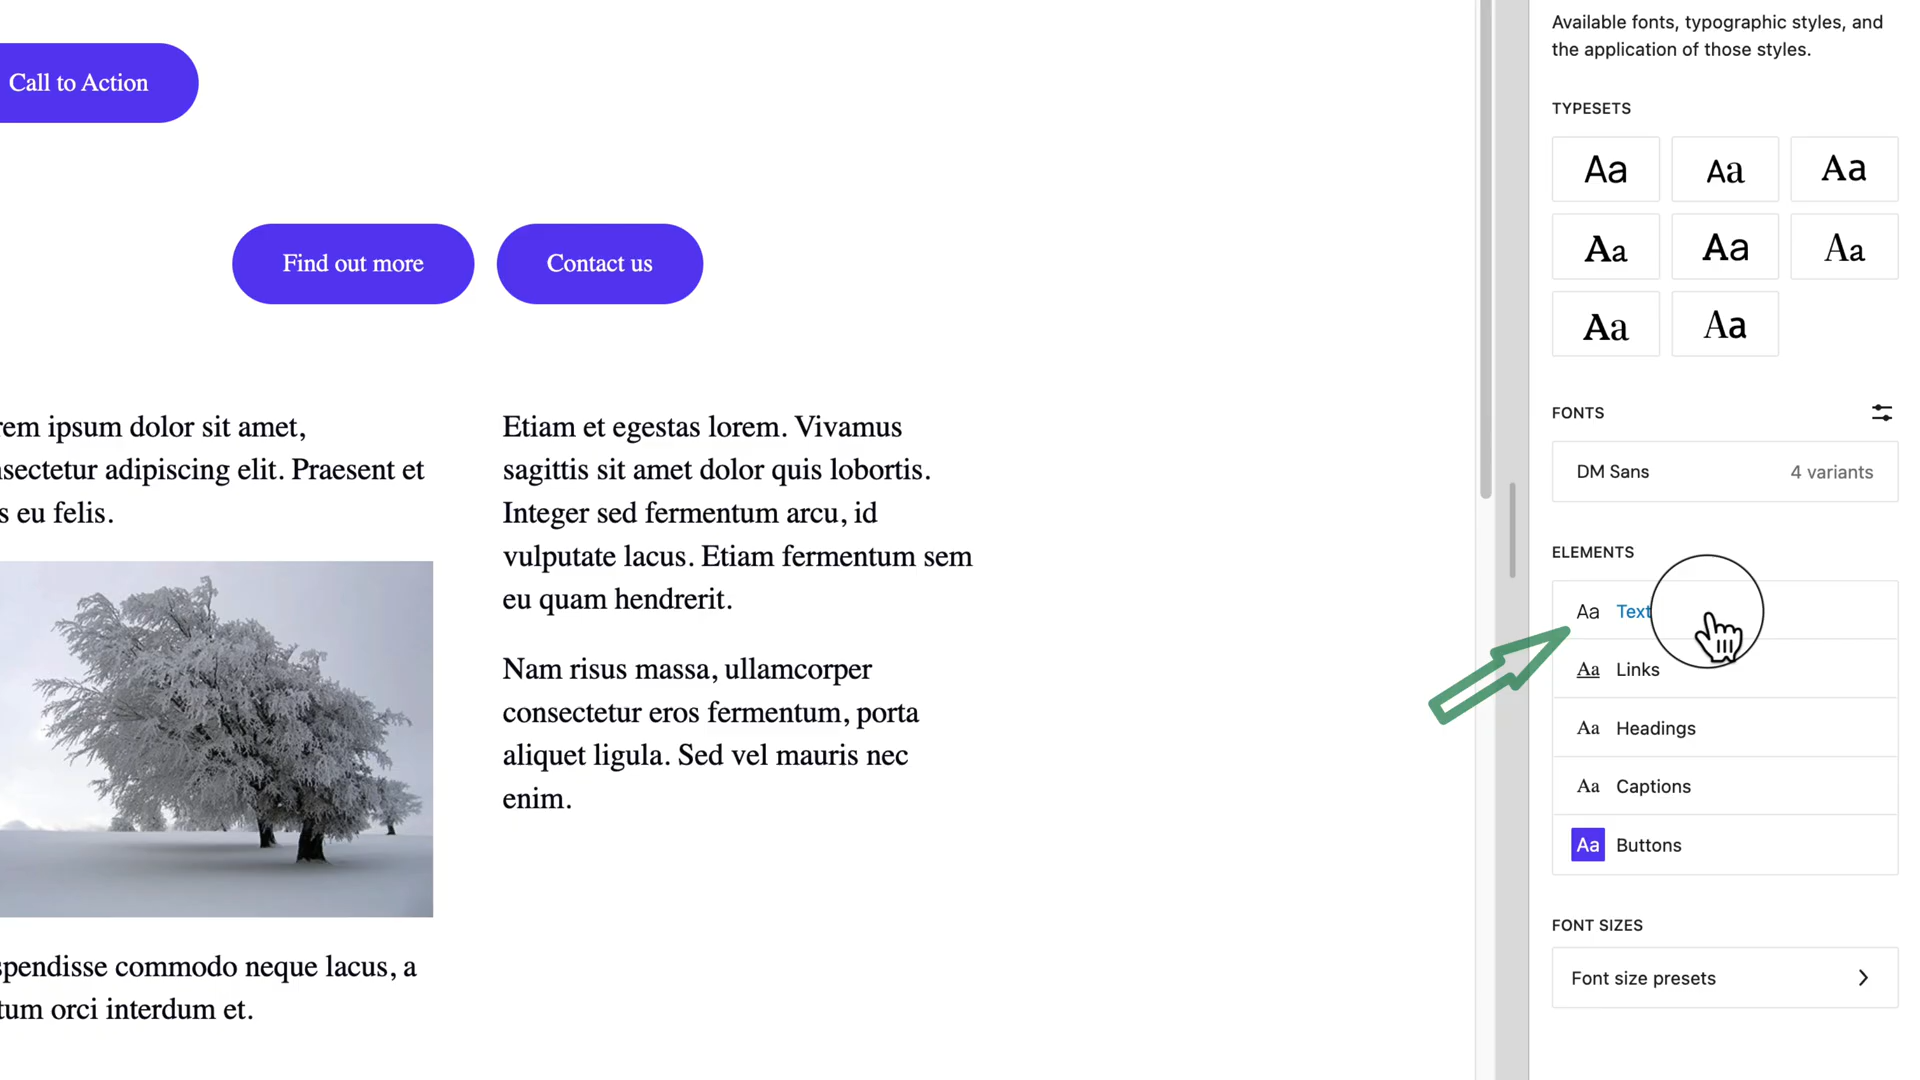 Call to Action
Find out more
Contact us
rem ipsum dolor sit amet,
nsectetur adipiscing elit. Praesent et
s eu felis.
spendisse commodo neque lacus, a
tum orci interdum et.
Etiam et egestas lorem. Vivamus
sagittis sit amet dolor quis lobortis.
Integer sed fermentum arcu, id
vulputate lacus. Etiam fermentum sem
eu quam hendrerit.
Nam risus massa, ullamcorper
consectetur eros fermentum, porta
aliquet ligula. Sed vel mauris nec
enim.
Available fonts, typographic styles, and
the application of those styles.
TYPESETS
Aa Aa Aa
Aa Aa Aa
Aa Aa
FONTS
DM Sans 4 variants
ELEMENTS
Aa Text
Aa Links
Aa Headings
Aa Captions
Aa Buttons
FONT SIZES
Font size presets